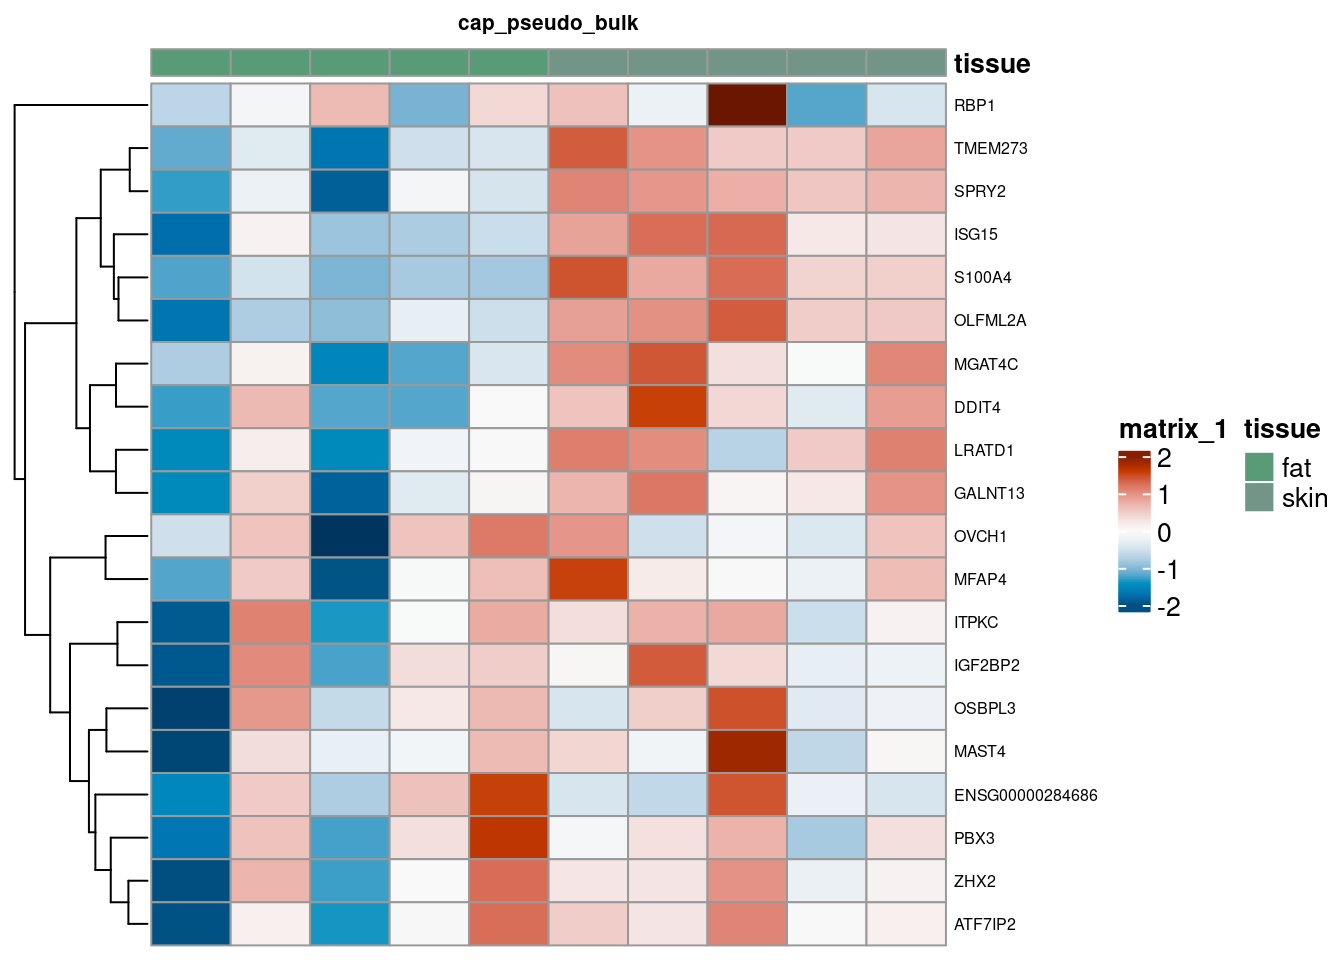 cap_pseudo_bulk
tissue
RBP1
TMEM273
SPRY2
ISG15
S100A4
OLFML2A
MGAT4C
DDIT4
LRATD1
GALNT13
OVCH1
MFAP4
ITPKC
IGF2BP2
OSBPL3
MAST4
ENSG00000284686
PBX3
ZHX2
ATF7IP2
matrix_1
2
1
0
-1
-2
tissue
fat
skin